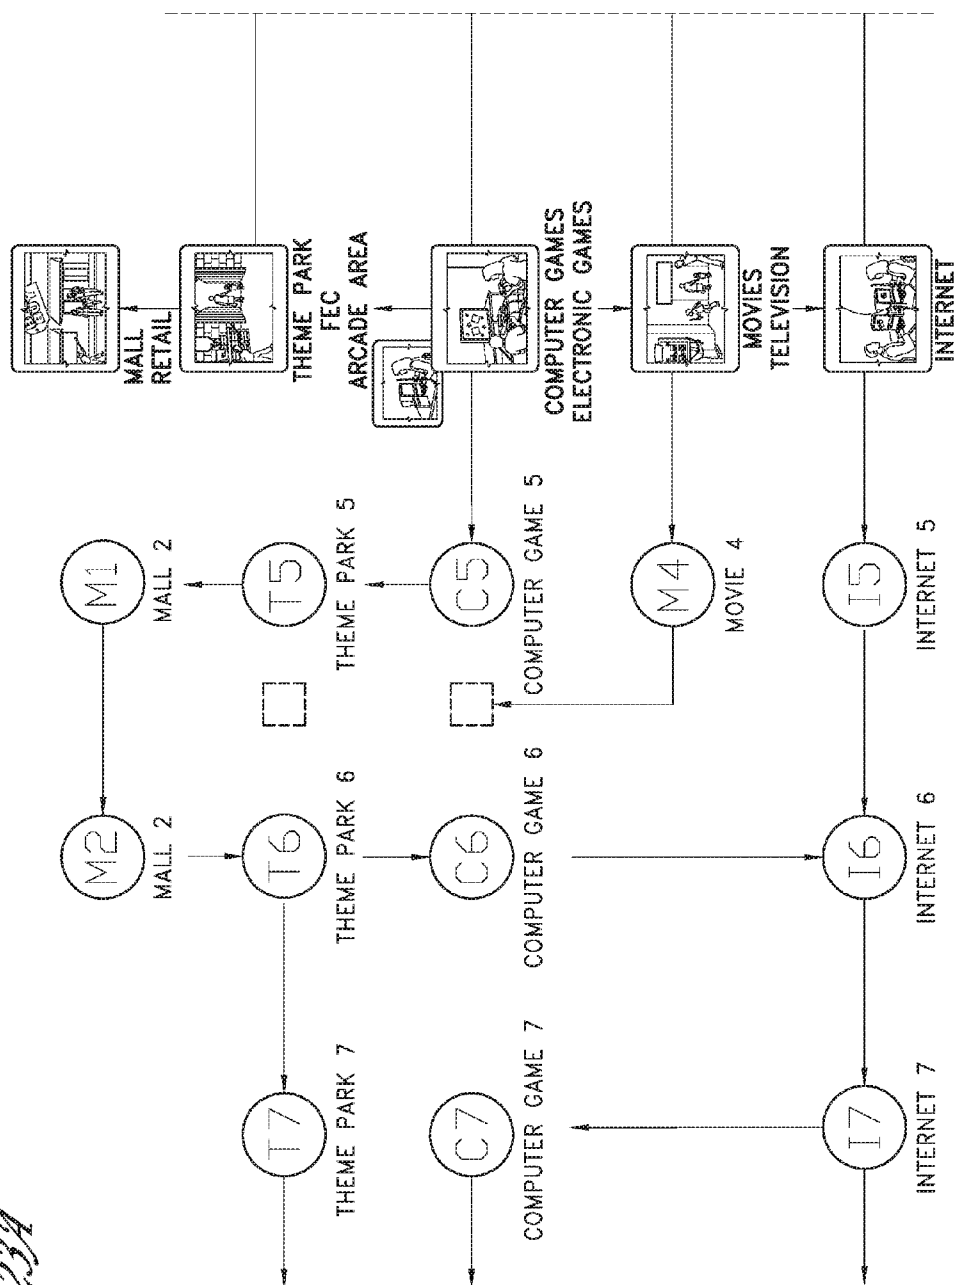 MALL
RETAIL
THEME PARK
FEC
ARCADE AREA
COMPUTER GAMES
ELECTRONIC GAMES
MOVIES
TELEVISION
INTERNET
M1
MALL 2
T5
THEME PARK 5
C5
COMPUTER GAME 5
M4
MOVIE 4
I5
INTERNET 5
M2
MALL 2
T6
THEME PARK 6
C6
COMPUTER GAME 6
I6
INTERNET 6
T7
THEME PARK 7
C7
COMPUTER GAME 7
I7
INTERNET 7
23A